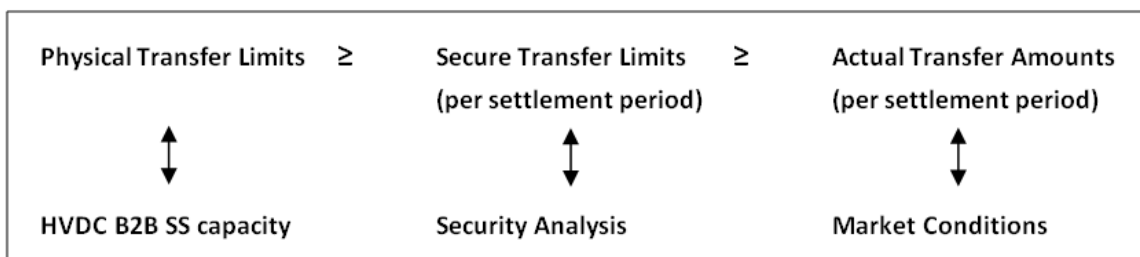 Physical Transfer Limits ≥ Secure Transfer Limits ≥ Actual Transfer Amounts
(per settlement period) (per settlement period)
HVDC B2B SS capacity Security Analysis Market Conditions